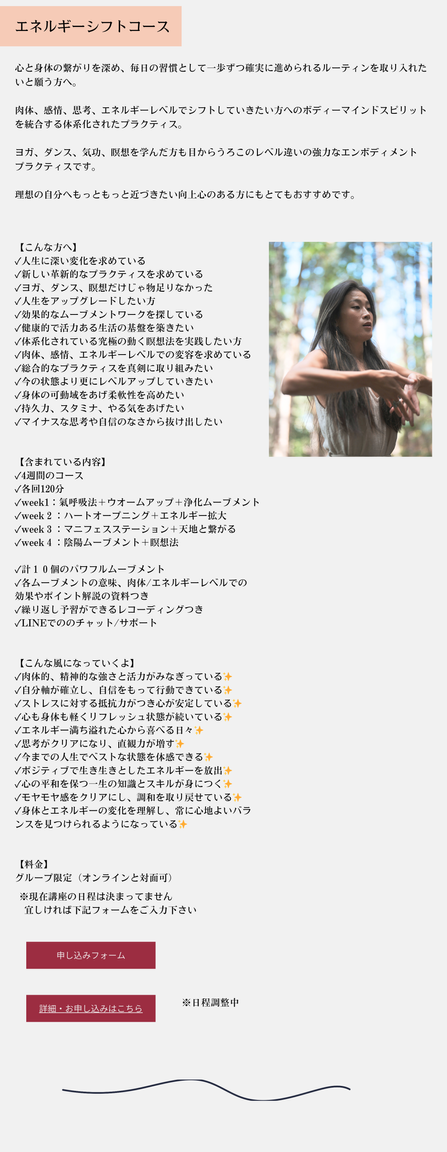 エネルギーシフトコース
心と身体の繋がりを深め、毎日の習慣として一歩ずつ確実に進められるルーティンを取り入れた
いと願う方へ。
肉体、感情、思考、エネルギーレベルでシフトしていきたい方へのボディーマインドスピリット
を統合する体系化されたプラクティス。
ヨガ、ダンス、気功、瞑想を学んだ方も目からうろこのレベル違いの強力なエンボディメント
プラクティスです。
理想の自分へもっともっと近づきたい向上心のある方にもとてもおすすめです。
【こんな方へ】
✓人生に深い変化を求めている
✓新しい革新的なプラクティスを求めている
✓ヨガ、ダンス、瞑想だけじゃ物足りなかった
✓人生をアップグレードしたい方
✓効果的なムーブメントワークを探している
✓健康的で活力ある生活の基盤を築きたい
✓体系化されている究極の動く瞑想法を実践したい方
✓肉体、感情、エネルギーレベルでの変容を求めている
✓総合的なプラクティスを真剣に取り組みたい
✓今の状態より更にレベルアップしていきたい
✓身体の可動域をあげ柔軟性を高めたい
✓持久力、スタミナ、やる気をあげたい
✓マイナスな思考や自信のなさから抜け出したい
【含まれている内容】
✓4週間のコース
✓各回120分
✓week1：氣呼吸法＋ウオームアップ＋浄化ムーブメント
✓week 2 ：ハートオープニング＋エネルギー拡大
✓week 3 ：マニフェスステーション＋天地と繋がる
✓week 4 ：陰陽ムーブメント＋瞑想法
✓計１０個のパワフルムーブメント
✓各ムーブメントの意味、肉体/エネルギーレベルでの
効果やポイント解説の資料つき
✓繰り返し予習ができるレコーディングつき
✓LINEでののチャット/サポート
【こんな風になっていくよ】
✓肉体的、精神的な強さと活力がみなぎっている✨
✓自分軸が確立し、自信をもって行動できている✨
✓ストレスに対する抵抗力がつき心が安定している✨
✓心も身体も軽くリフレッシュ状態が続いている✨
✓エネルギー満ち溢れた心から喜べる日々✨
✓思考がクリアになり、直観力が増す✨
✓今までの人生でベストな状態を体感できる✨
✓ポジティブで生き生きとしたエネルギーを放出✨
✓心の平和を保つ一生の知識とスキルが身につく✨
✓モヤモヤ感をクリアにし、調和を取り戻せている✨
✓身体とエネルギーの変化を理解し、常に心地よいバラ
ンスを見つけられるようになっている✨
【料金】
グループ限定（オンラインと対面可）
※現在講座の日程は決まってません
宜しければ下記フォームをご入力下さい
申し込みフォーム
詳細・お申し込みはこちら
※日程調整中